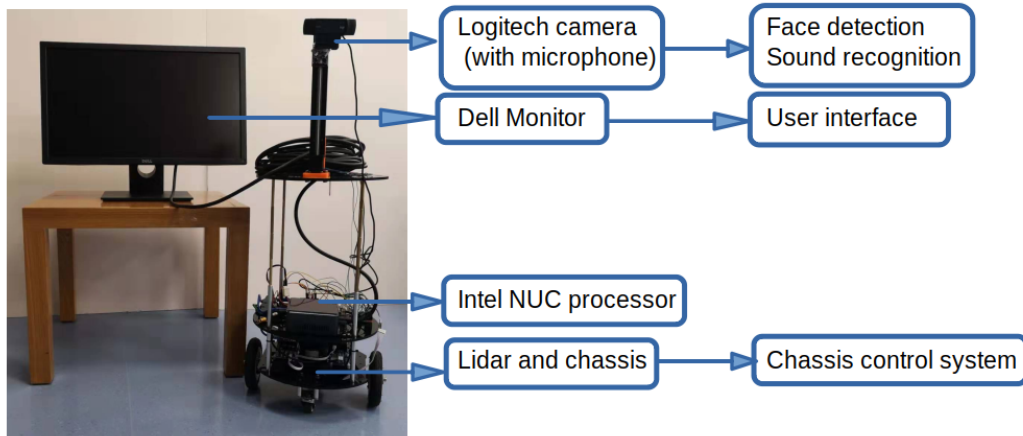 Logitech camera
(with microphone)
Face detection
Sound recognition
Dell Monitor
User interface
Intel NUC processor
Lidar and chassis
Chassis control system